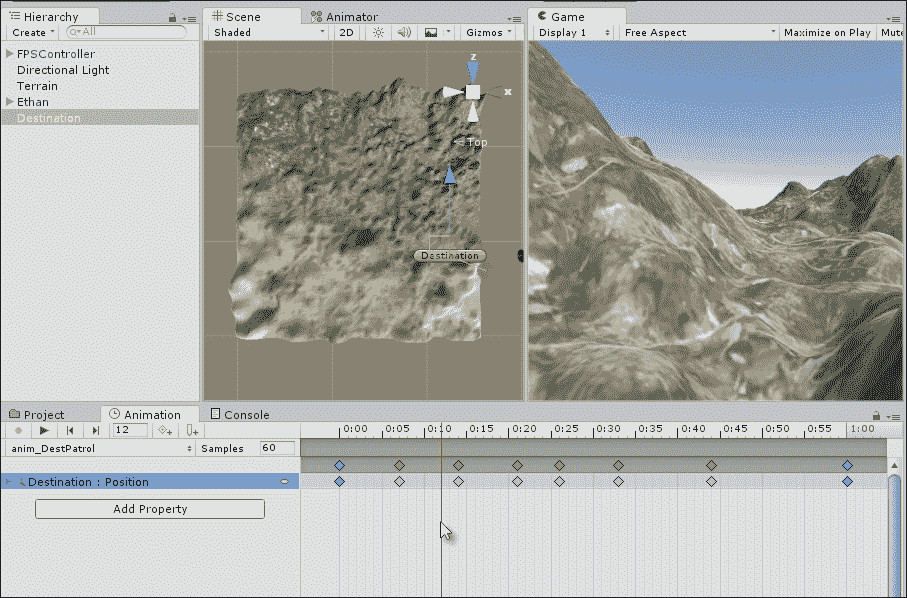 Hierarchy
Scene
Animator
Game
Create
All
Shaded
2D
Gizmos
Display 1
Free Aspect
Maximize on Play
Mute
FPSController
Directional Light
Terrain
Ethan
Destination
z
x
Top
Destination
Project
Animation
Console
12
0:00
0:05
0:10
0:15
0:20
0:25
0:30
0:35
0:40
0:45
0:50
0:55
1:00
anim_DestPatrol
Samples
60
Destination : Position
Add Property